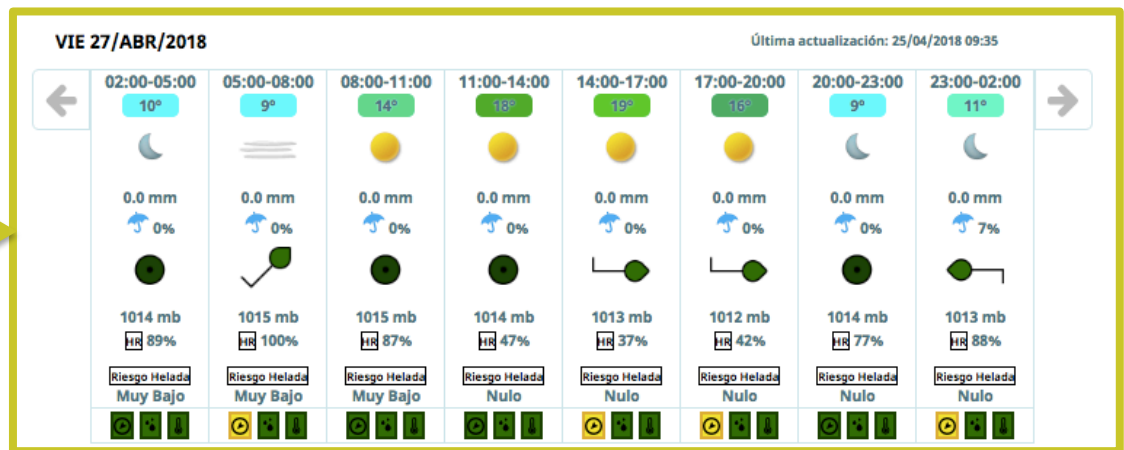 VIE 27/ABR/2018
Última actualización: 25/04/2018 09:35
02:00-05:00 05:00-08:00 08:00-11:00 11:00-14:00 14:00-17:00 17:00-20:00 20:00-23:00 23:00-02:00
10° 9° 14° 18° 19° 16° 9° 11°
0.0 mm 0.0 mm 0.0 mm 0.0 mm 0.0 mm 0.0 mm 0.0 mm 0.0 mm
0% 0% 0% 0% 0% 0% 0% 7%
1014 mb 1015 mb 1015 mb 1014 mb 1013 mb 1012 mb 1014 mb 1013 mb
HR 89% HR 100% HR 87% HR 47% HR 37% HR 42% HR 77% HR 88%
Riesgo Helada Riesgo Helada Riesgo Helada Riesgo Helada Riesgo Helada Riesgo Helada Riesgo Helada Riesgo Helada
Muy Bajo Muy Bajo Muy Bajo Nulo Nulo Nulo Nulo Nulo